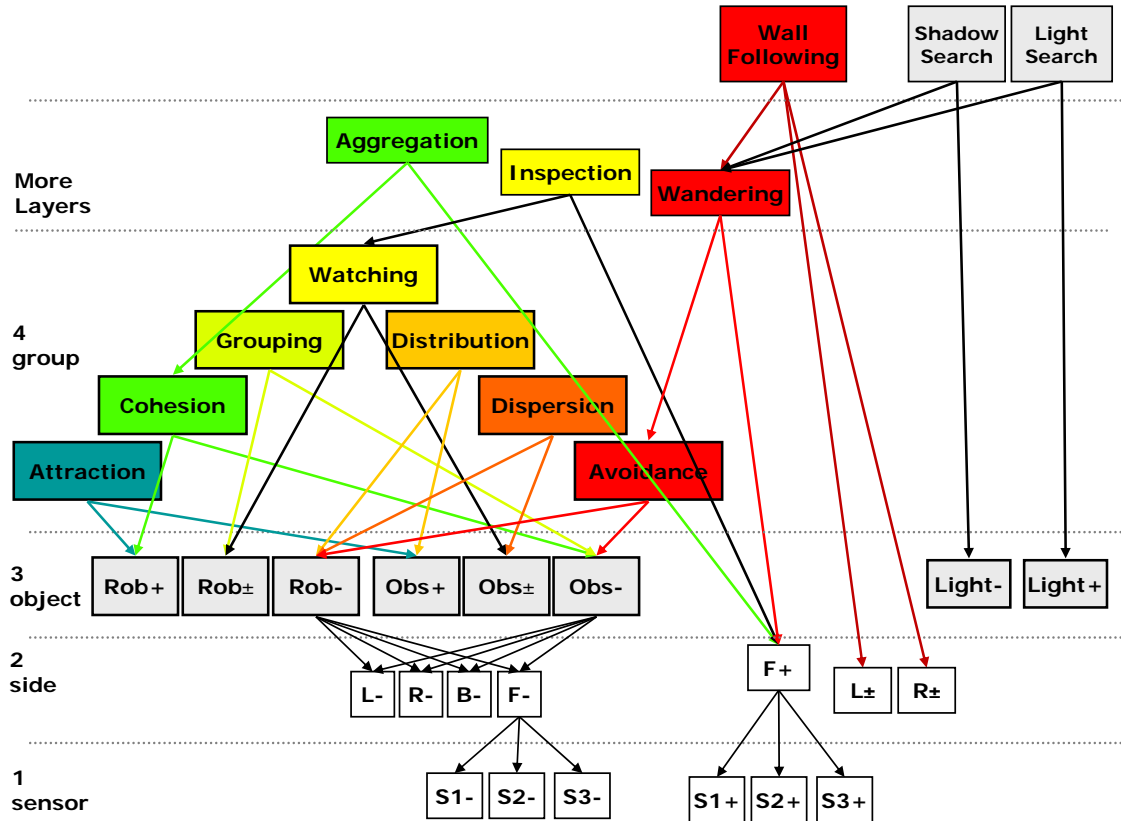 Wall
Following
Shadow
Search
Light
Search
Aggregation
Inspection
Wandering
More
Layers
Watching
4
group
Grouping
Distribution
Cohesion
Dispersion
Attraction
Avoidance
3
object
Rob+
Rob±
Rob-
Obs+
Obs±
Obs-
Light-
Light+
2
side
L-
R-
B-
F-
F+
L±
R±
1
sensor
S1-
S2-
S3-
S1+
S2+
S3+